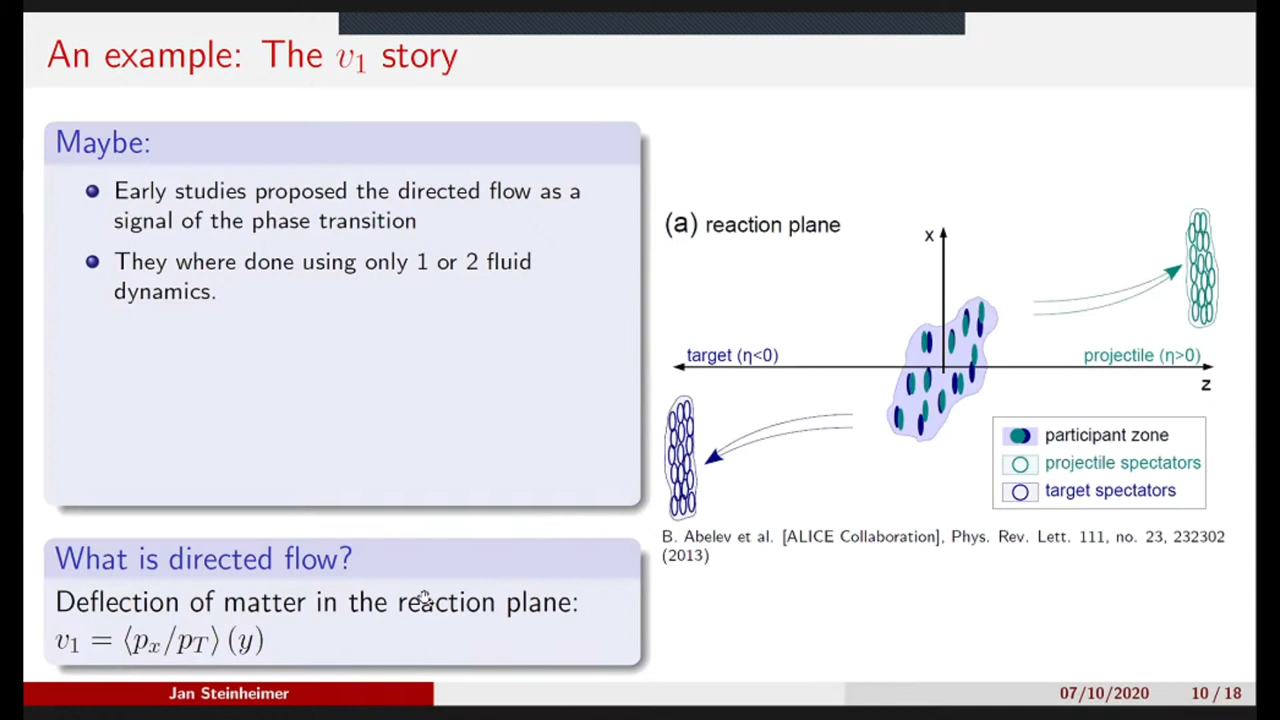 An example: The v₁ story
Maybe:
Early studies proposed the directed flow as a
signal of the phase transition
They where done using only 1 or 2 fluid
dynamics.
What is directed flow?
Deflection of matter in the reaction plane:
v₁ = ⟨pₓ/p_T⟩ (y)
(a) reaction plane
x
target (η<0)
projectile (η>0)
z
participant zone
projectile spectators
target spectators
B. Abelev et al. [ALICE Collaboration], Phys. Rev. Lett. 111, no. 23, 232302
(2013)
Jan Steinheimer
07/10/2020 10 / 18